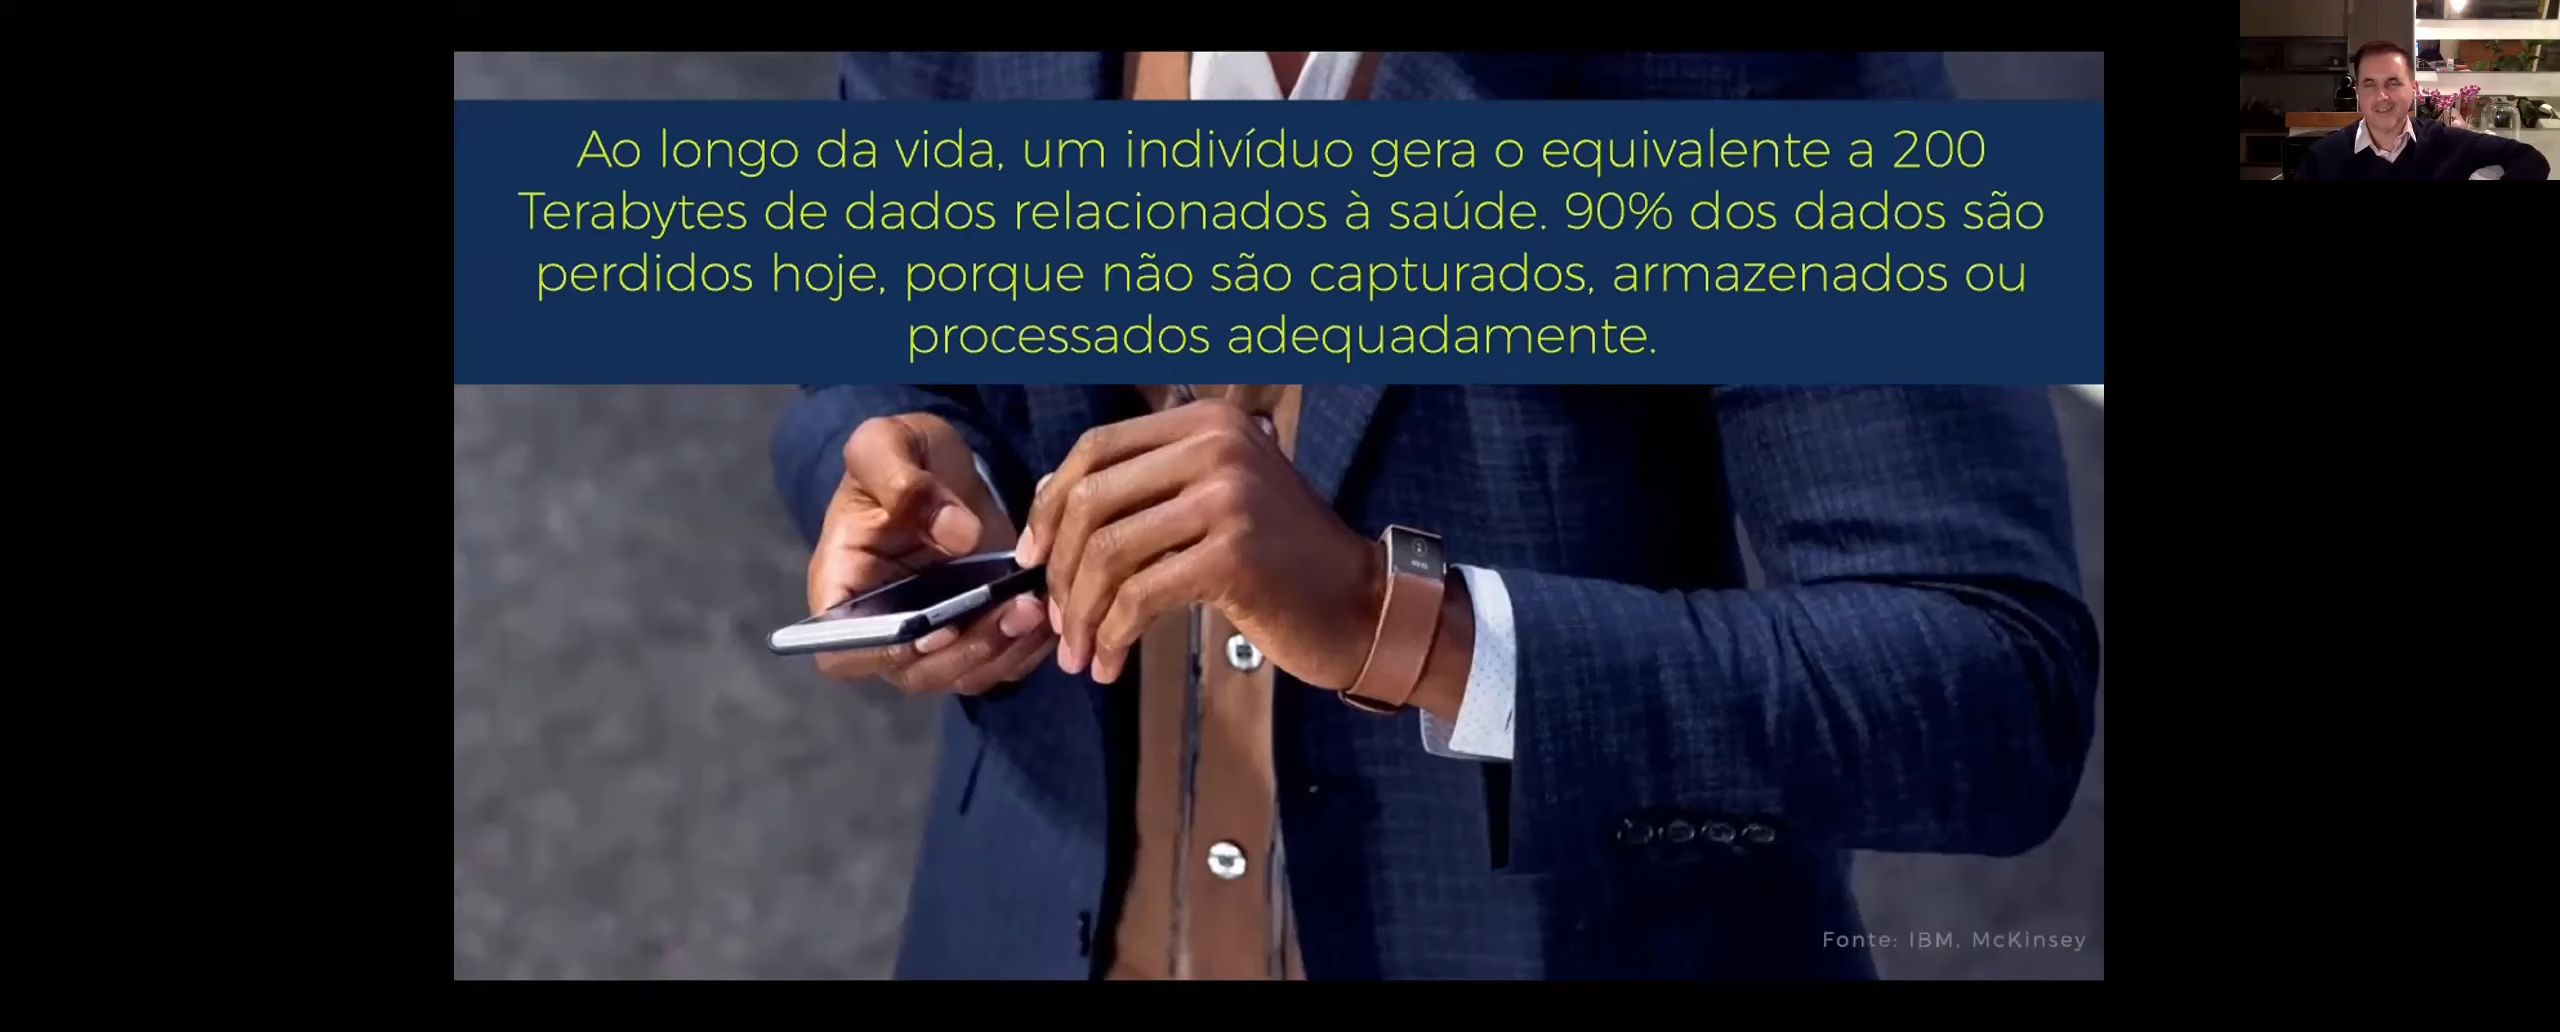 Ao longo da vida, um indivíduo gera o equivalente a 200
Terabytes de dados relacionados à saúde. 90% dos dados são
perdidos hoje, porque não são capturados, armazenados ou
processados adequadamente.
Fonte: IBM, McKinsey